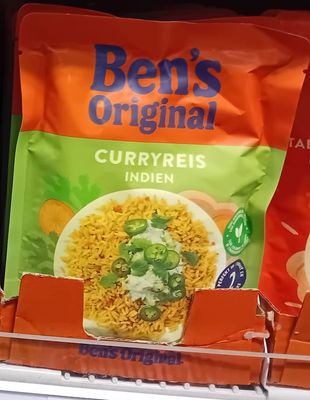 Ben's
Original
CURRYREIS
INDIEN
Ben's Original